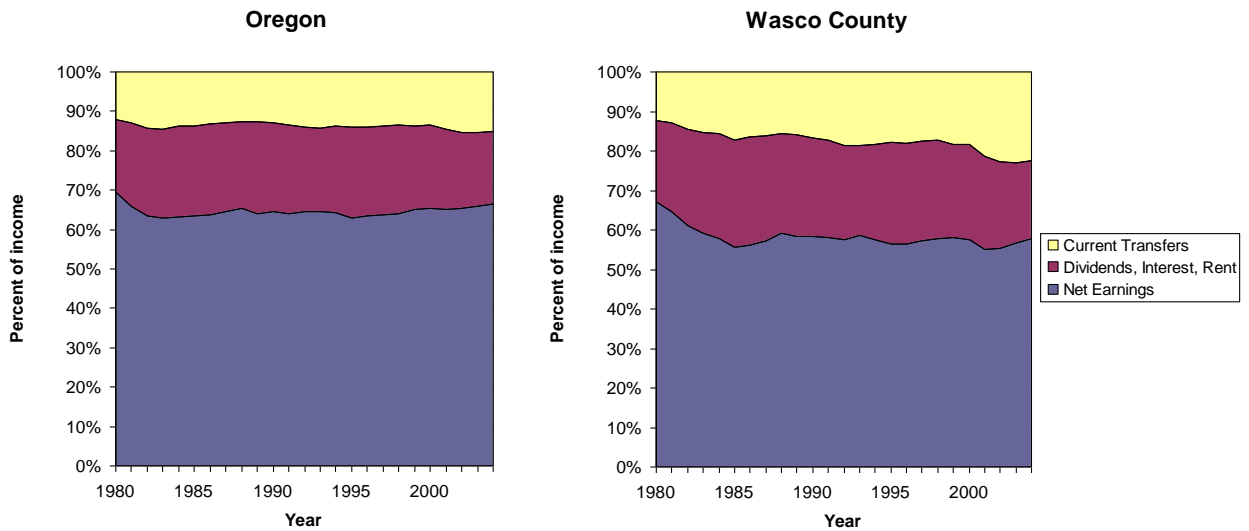 Oregon
100%
90%
80%
70%
60%
50%
40%
30%
20%
10%
0%
1980 1985 1990 1995 2000
Year
Percent of income
Wasco County
100%
90%
80%
70%
60%
50%
40%
30%
20%
10%
0%
1980 1985 1990 1995 2000
Year
Percent of income
Current Transfers
Dividends, Interest, Rent
Net Earnings